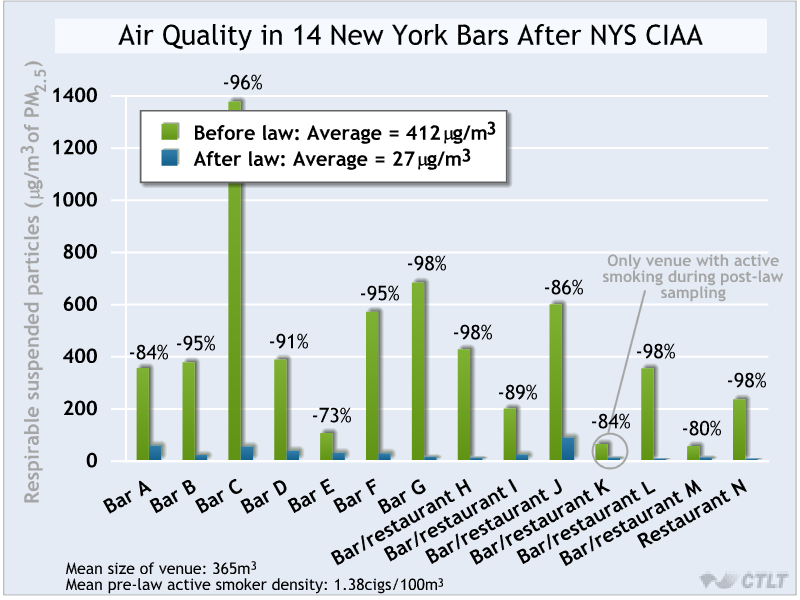 Air Quality in 14 New York Bars After NYS CIAA
Respirable suspended particles (μg/m³ of PM2.5)
1400
1200
1000
800
600
400
200
0
Before law: Average = 412μg/m³
After law: Average = 27μg/m³
-84%
-95%
-96%
-91%
-73%
-95%
-98%
-98%
-89%
-86%
-84%
-98%
-80%
-98%
Only venue with active
smoking during post-law
sampling
Bar A
Bar B
Bar C
Bar D
Bar E
Bar F
Bar G
Bar/restaurant H
Bar/restaurant I
Bar/restaurant J
Bar/restaurant K
Bar/restaurant L
Bar/restaurant M
Restaurant N
Mean size of venue: 365m³
Mean pre-law active smoker density: 1.38cigs/100m³
CTLT